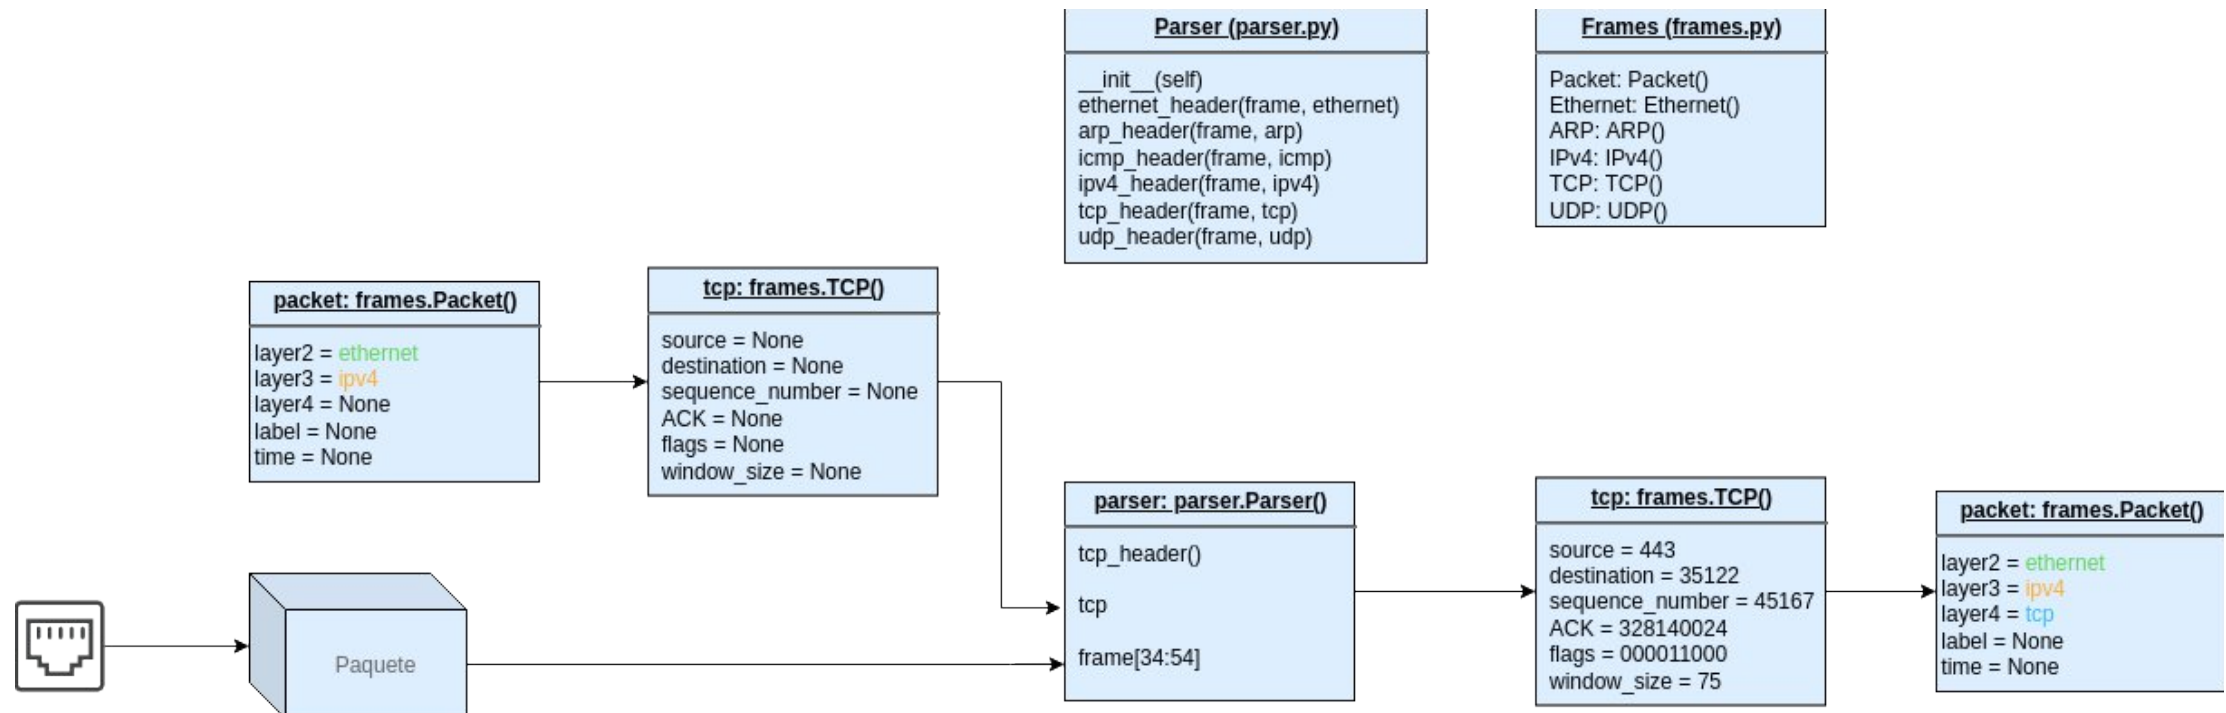 Parser (parser.py)
__init__(self)
ethernet_header(frame, ethernet)
arp_header(frame, arp)
icmp_header(frame, icmp)
ipv4_header(frame, ipv4)
tcp_header(frame, tcp)
udp_header(frame, udp)
Frames (frames.py)
Packet: Packet()
Ethernet: Ethernet()
ARP: ARP()
IPv4: IPv4()
TCP: TCP()
UDP: UDP()
packet: frames.Packet()
layer2 = ethernet
layer3 = ipv4
layer4 = None
label = None
time = None
tcp: frames.TCP()
source = None
destination = None
sequence_number = None
ACK = None
flags = None
window_size = None
Paquete
parser: parser.Parser()
tcp_header()
tcp
frame[34:54]
tcp: frames.TCP()
source = 443
destination = 35122
sequence_number = 45167
ACK = 328140024
flags = 000011000
window_size = 75
packet: frames.Packet()
layer2 = ethernet
layer3 = ipv4
layer4 = tcp
label = None
time = None